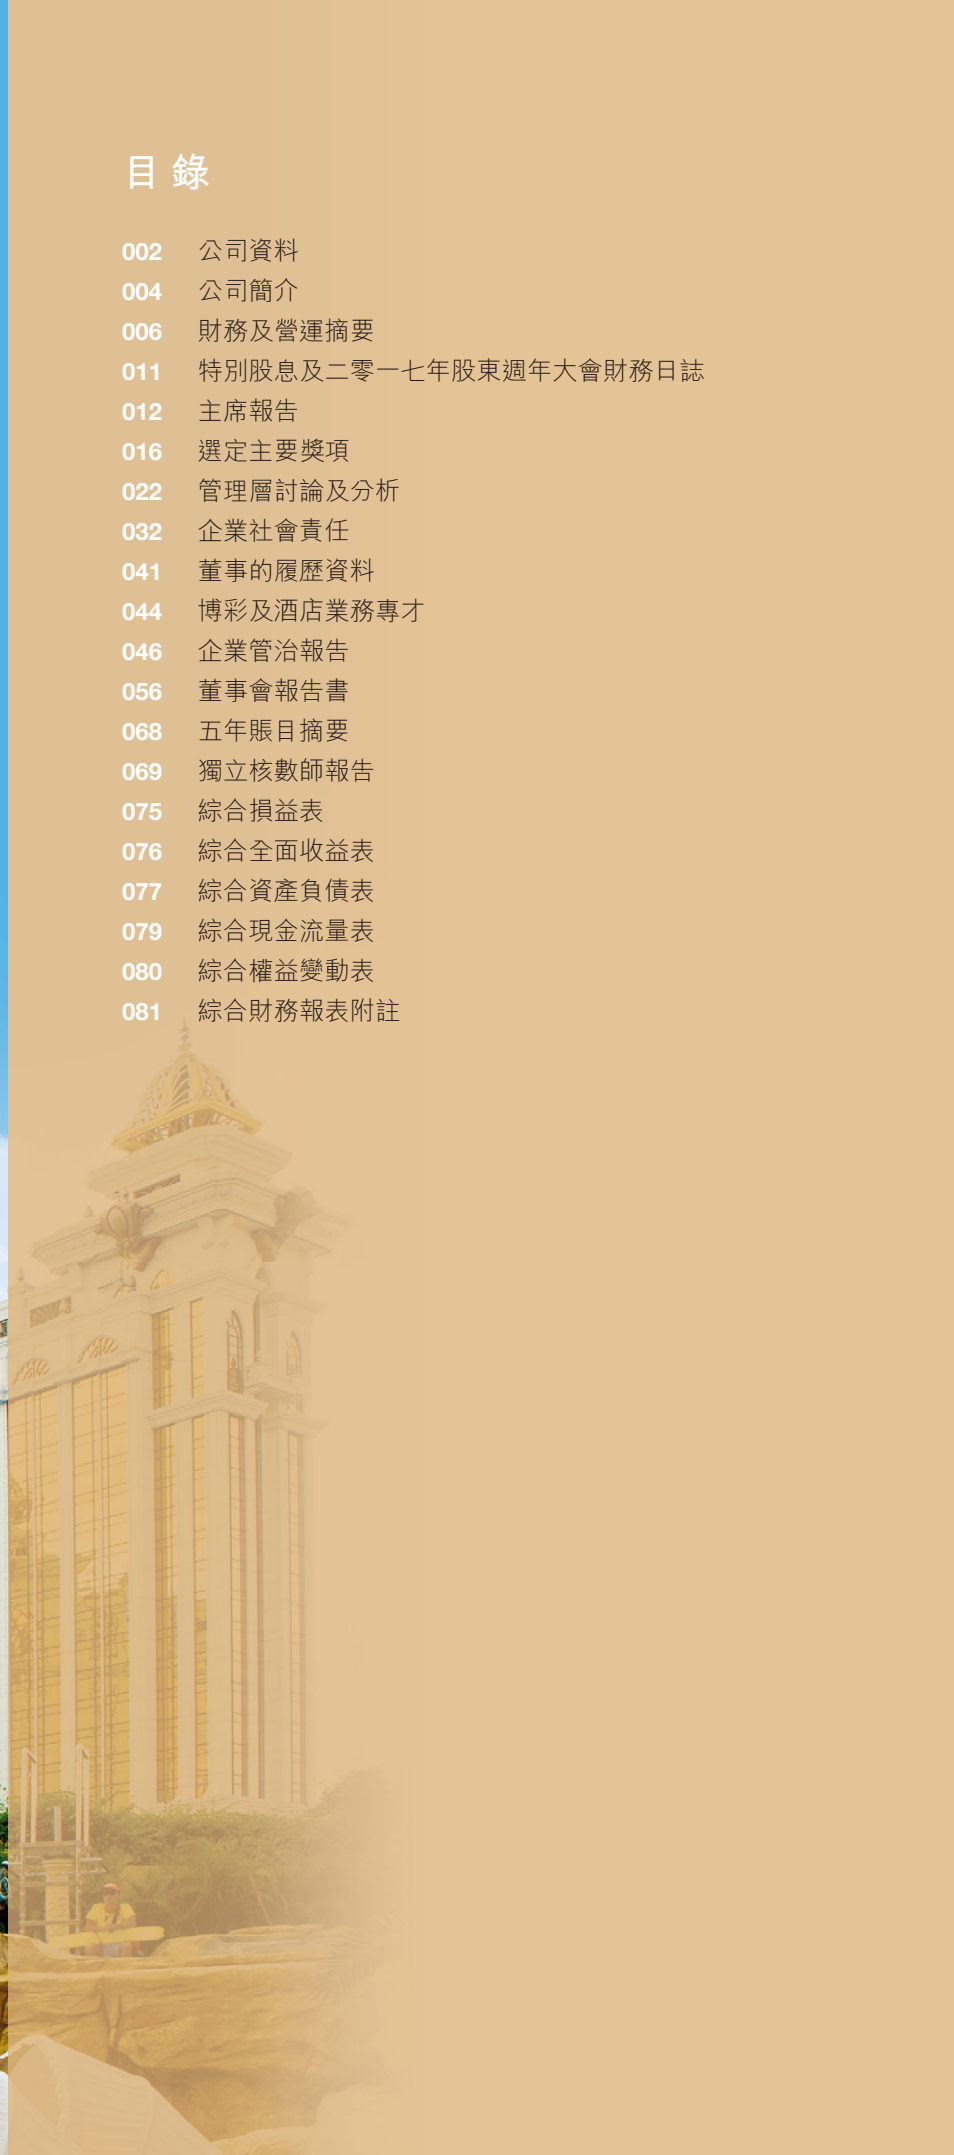 目錄
002 公司資料
004 公司簡介
006 財務及營運摘要
011 特別股息及二零一七年股東週年大會財務日誌
012 主席報告
016 選定主要獎項
022 管理層討論及分析
032 企業社會責任
041 董事的履歷資料
044 博彩及酒店業務專才
046 企業管治報告
056 董事會報告書
068 五年賬目摘要
069 獨立核數師報告
075 綜合損益表
076 綜合全面收益表
077 綜合資產負債表
079 綜合現金流量表
080 綜合權益變動表
081 綜合財務報表附註